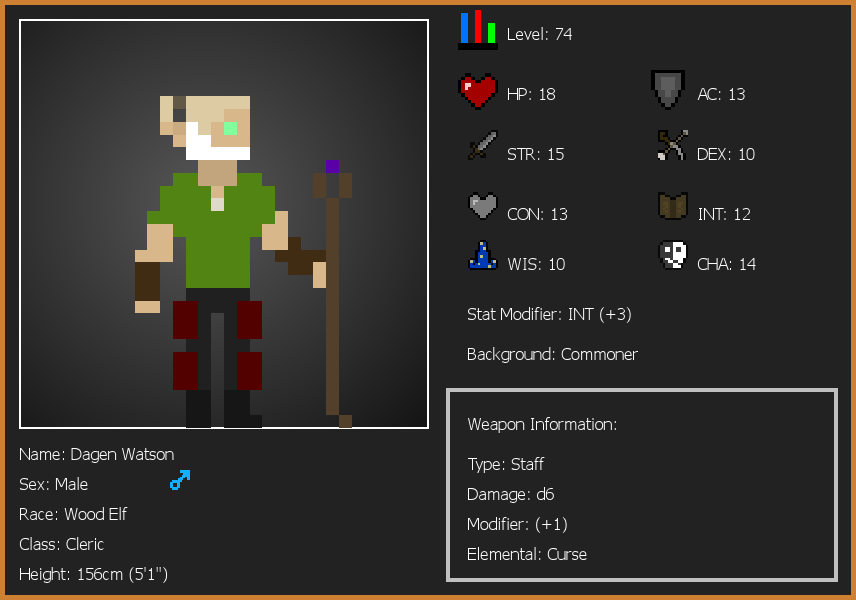 Level: 74
HP: 18
AC: 13
STR: 15
DEX: 10
CON: 13
INT: 12
WIS: 10
CHA: 14
Stat Modifier: INT (+3)
Background: Commoner
Weapon Information:
Type: Staff
Damage: d6
Modifier: (+1)
Elemental: Curse
Name: Dagen Watson
Sex: Male
Race: Wood Elf
Class: Cleric
Height: 156cm (5'1")